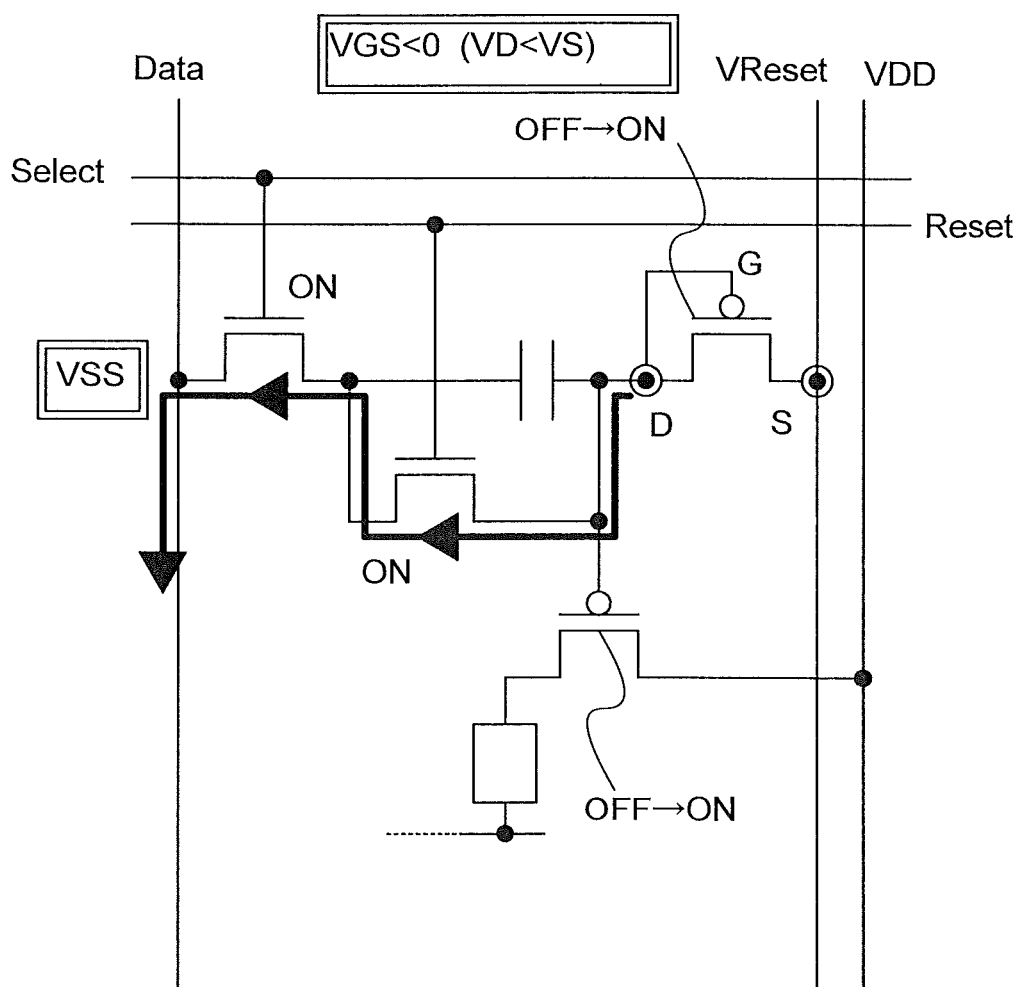 VGS<0 (VD<VS)
Data
VReset
VDD
OFF→ON
Select
Reset
G
ON
VSS
D
S
ON
OFF→ON